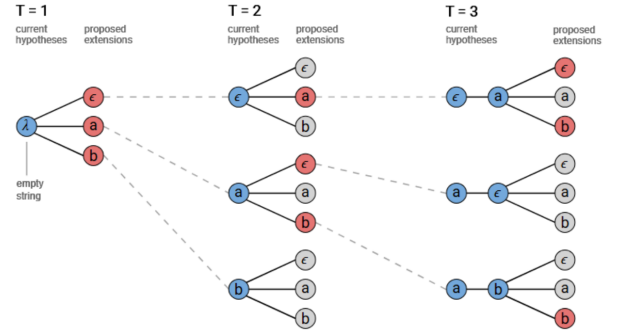 T = 1
T = 2
T = 3
current hypotheses
proposed extensions
current hypotheses
proposed extensions
current hypotheses
proposed extensions
λ
ϵ
a
b
empty string
ϵ
ϵ
a
b
a
ϵ
a
b
b
ϵ
a
b
ϵ
a
ϵ
a
b
a
ϵ
ϵ
a
b
a
b
ϵ
a
b